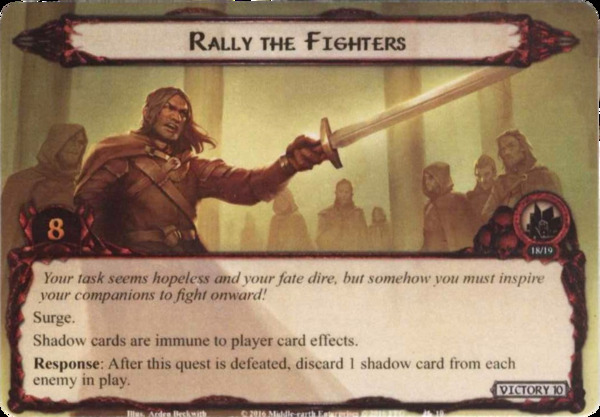 Rally the Fighters
8
18/19
Your task seems hopeless and your fate dire, but somehow you must inspire
your companions to fight onward!
Surge.
Shadow cards are immune to player card effects.
Response: After this quest is defeated, discard 1 shadow card from each
enemy in play.
VICTORY 10
Illus. Arden Beckwith
© 2016 Middle-earth Enterprises © 2016 FFG